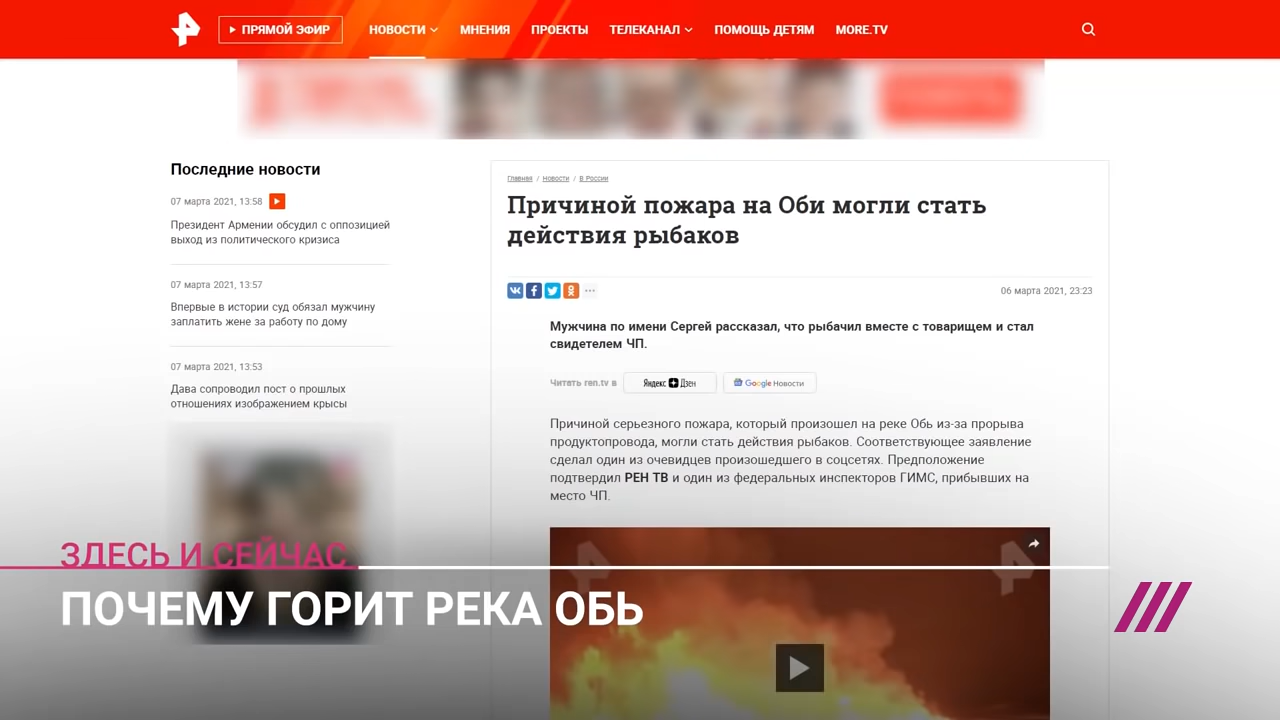 ПРЯМОЙ ЭФИР
НОВОСТИ
МНЕНИЯ
ПРОЕКТЫ
ТЕЛЕКАНАЛ
ПОМОЩЬ ДЕТЯМ
MORE.TV
Последние новости
07 марта 2021, 13:58
Президент Армении обсудил с оппозицией
выход из политического кризиса
07 марта 2021, 13:57
Впервые в истории суд обязал мужчину
заплатить жене за работу по дому
07 марта 2021, 13:53
Дава сопроводил пост о прошлых
отношениях изображением крысы
Главная / Новости / В России
Причиной пожара на Оби могли стать
действия рыбаков
06 марта 2021, 23:23
Мужчина по имени Сергей рассказал, что рыбачил вместе с товарищем и стал
свидетелем ЧП.
Читать ren.tv в
Яндекс Дзен
Google Новости
Причиной серьезного пожара, который произошел на реке Обь из-за прорыва
продуктопровода, могли стать действия рыбаков. Соответствующее заявление
сделал один из очевидцев произошедшего в соцсетях. Предположение
подтвердил РЕН ТВ и один из федеральных инспекторов ГИМС, прибывших на
место ЧП.
ЗДЕСЬ И СЕЙЧАС
ПОЧЕМУ ГОРИТ РЕКА ОБЬ